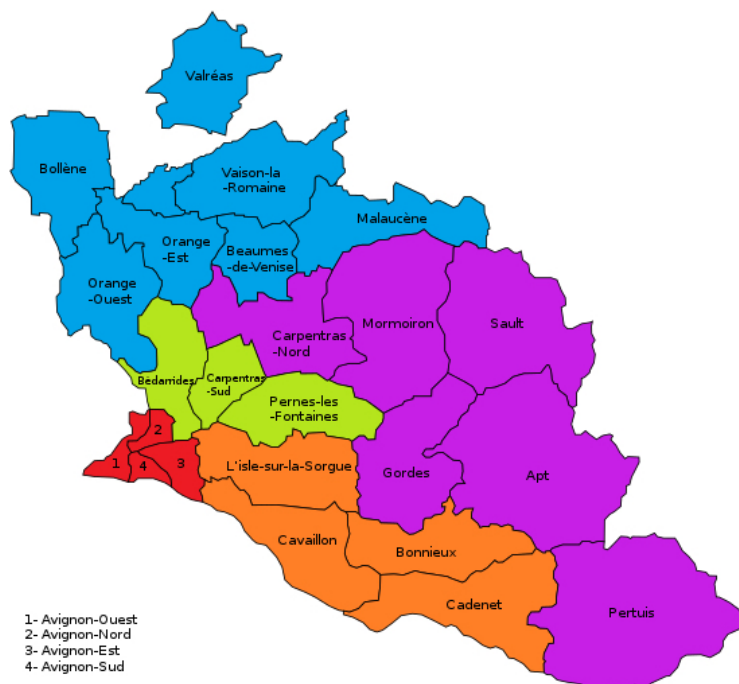 Valréas
Bollène
Vaison-la
-Romaine
Malaucène
Orange
-Est
Beaumes
-de-Venise
Orange
-Ouest
Carpentras
-Nord
Mormoiron
Sault
Bédarrides
Carpentras
-Sud
Pernes-les
-Fontaines
2
1
4
3
L'isle-sur-la-Sorgue
Gordes
Apt
Cavaillon
Bonnieux
Cadenet
Pertuis
1- Avignon-Ouest
2- Avignon-Nord
3- Avignon-Est
4- Avignon-Sud